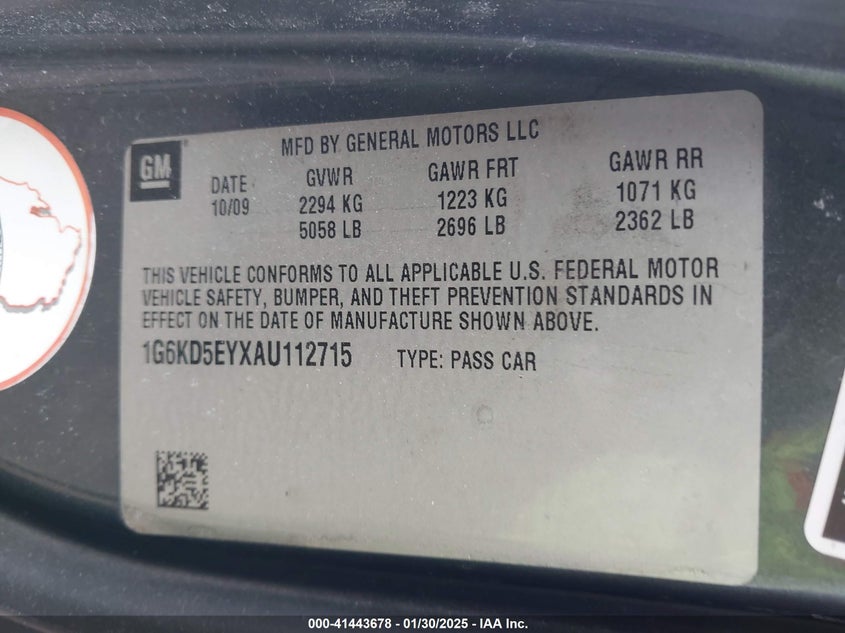 GM
MFD BY GENERAL MOTORS LLC
DATE GVWR GAWR FRT GAWR RR
10/09 2294 KG 1223 KG 1071 KG
5058 LB 2696 LB 2362 LB
THIS VEHICLE CONFORMS TO ALL APPLICABLE U.S. FEDERAL MOTOR
VEHICLE SAFETY, BUMPER, AND THEFT PREVENTION STANDARDS IN
EFFECT ON THE DATE OF MANUFACTURE SHOWN ABOVE.
1G6KD5EYXAU112715 TYPE: PASS CAR
000-41443678 - 01/30/2025 - IAA Inc.